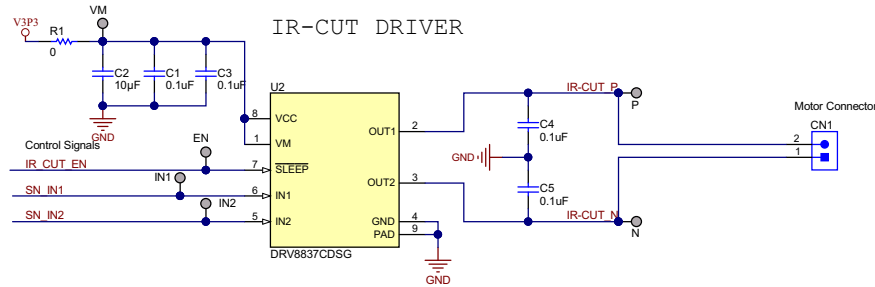 IR-CUT DRIVER
V3P3
R1
0
VM
C2
10µF
C1
0.1uF
C3
0.1uF
GND
U2
8
VCC
1
VM
7
SLEEP
6
IN1
5
IN2
OUT1
2
OUT2
3
GND
4
PAD
9
DRV8837CDSG
GND
Control Signals
EN
IR_CUT_EN
IN1
SN_IN1
IN2
SN_IN2
IR-CUT_P
P
C4
0.1uF
GND
C5
0.1uF
IR-CUT_N
N
Motor Connector
CN1
2
1